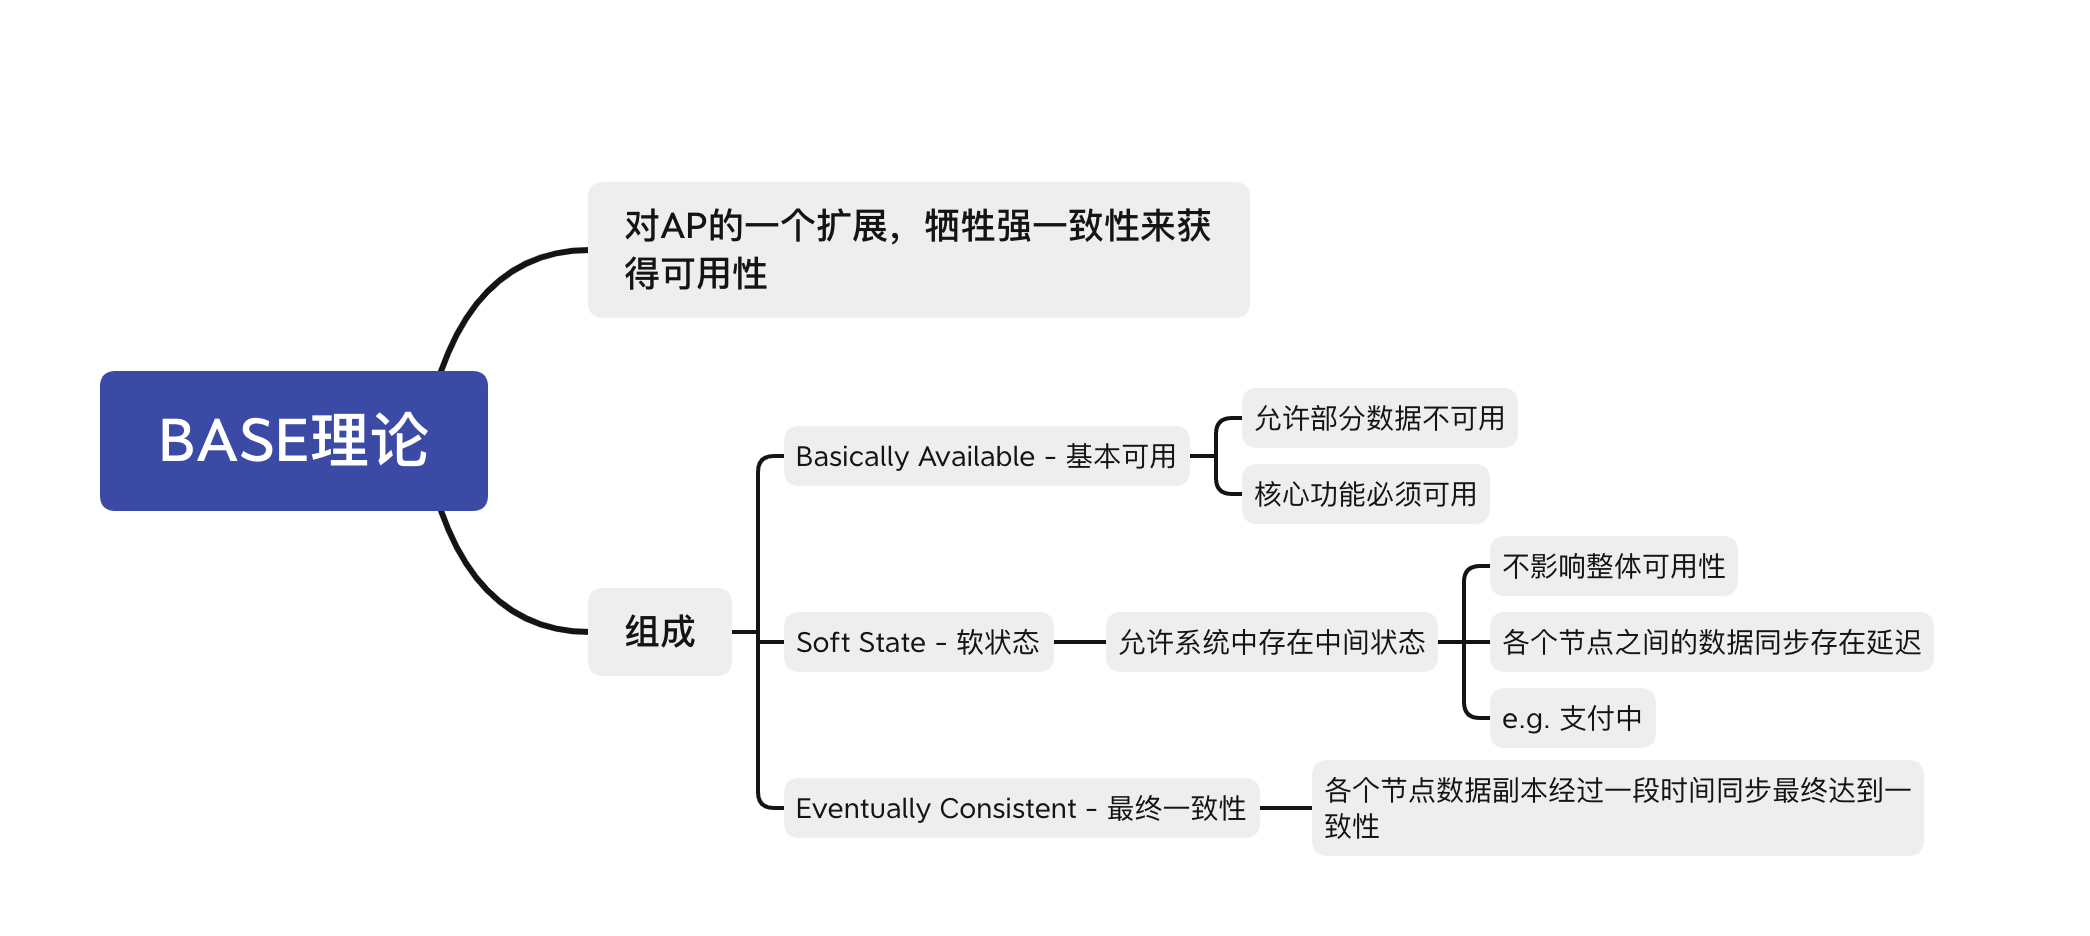 对AP的一个扩展，牺牲强一致性来获
得可用性
BASE理论
允许部分数据不可用
Basically Available - 基本可用
核心功能必须可用
不影响整体可用性
组成
Soft State - 软状态
允许系统中存在中间状态
各个节点之间的数据同步存在延迟
e.g. 支付中
Eventually Consistent - 最终一致性
各个节点数据副本经过一段时间同步最终达到一
致性